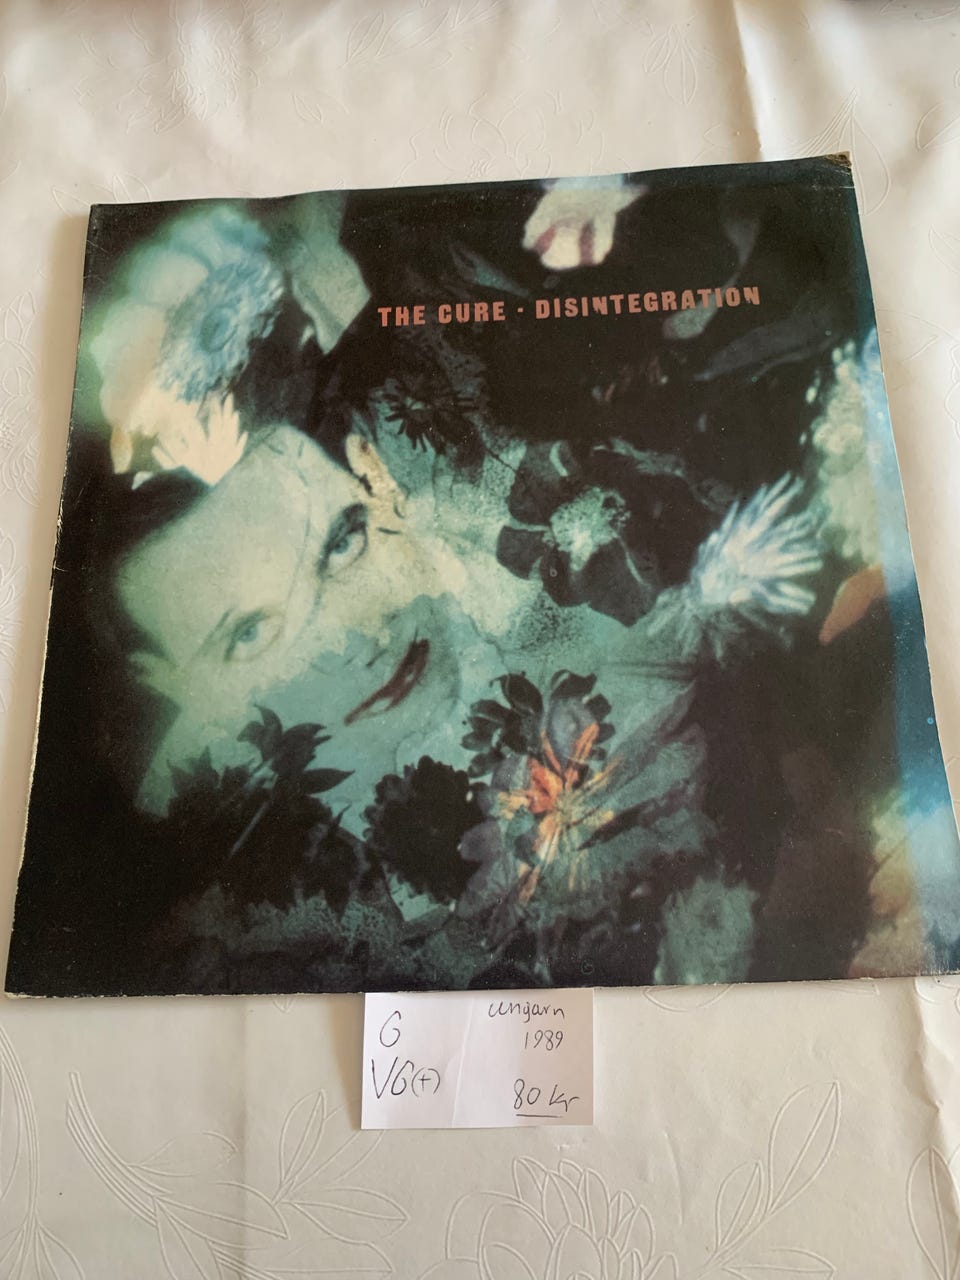 THE CURE · DISINTEGRATION
G
VG(+)
Ungarn
1989
80 kr